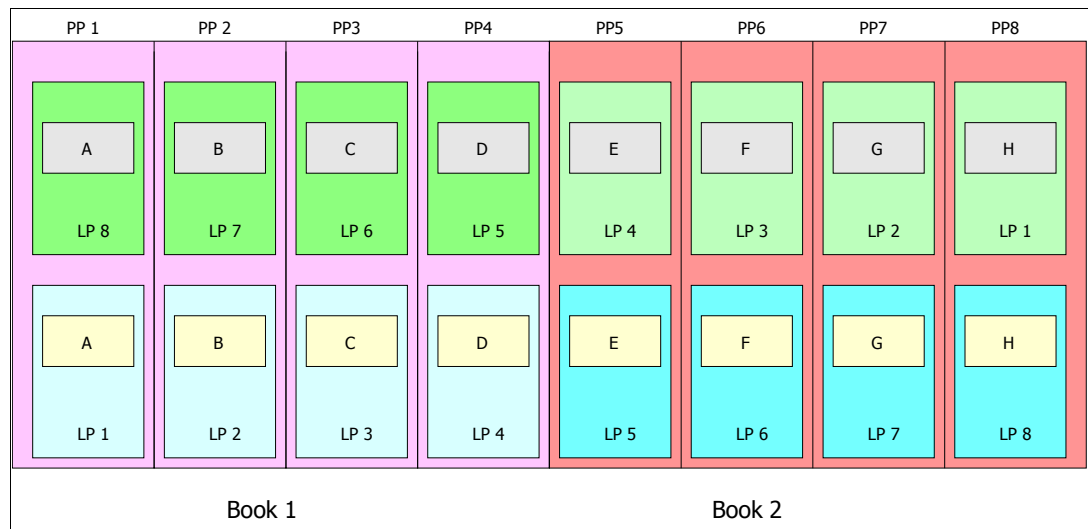 PP 1 PP 2 PP3 PP4 PP5 PP6 PP7 PP8
A B C D E F G H
LP 8 LP 7 LP 6 LP 5 LP 4 LP 3 LP 2 LP 1
A B C D E F G H
LP 1 LP 2 LP 3 LP 4 LP 5 LP 6 LP 7 LP 8
Book 1 Book 2